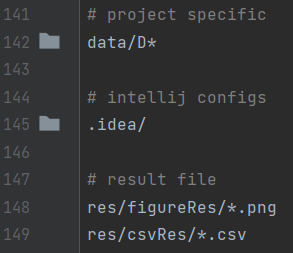 141 # project specific
142 data/D*
143
144 # intellij configs
145 .idea/
146
147 # result file
148 res/figureRes/*.png
149 res/csvRes/*.csv